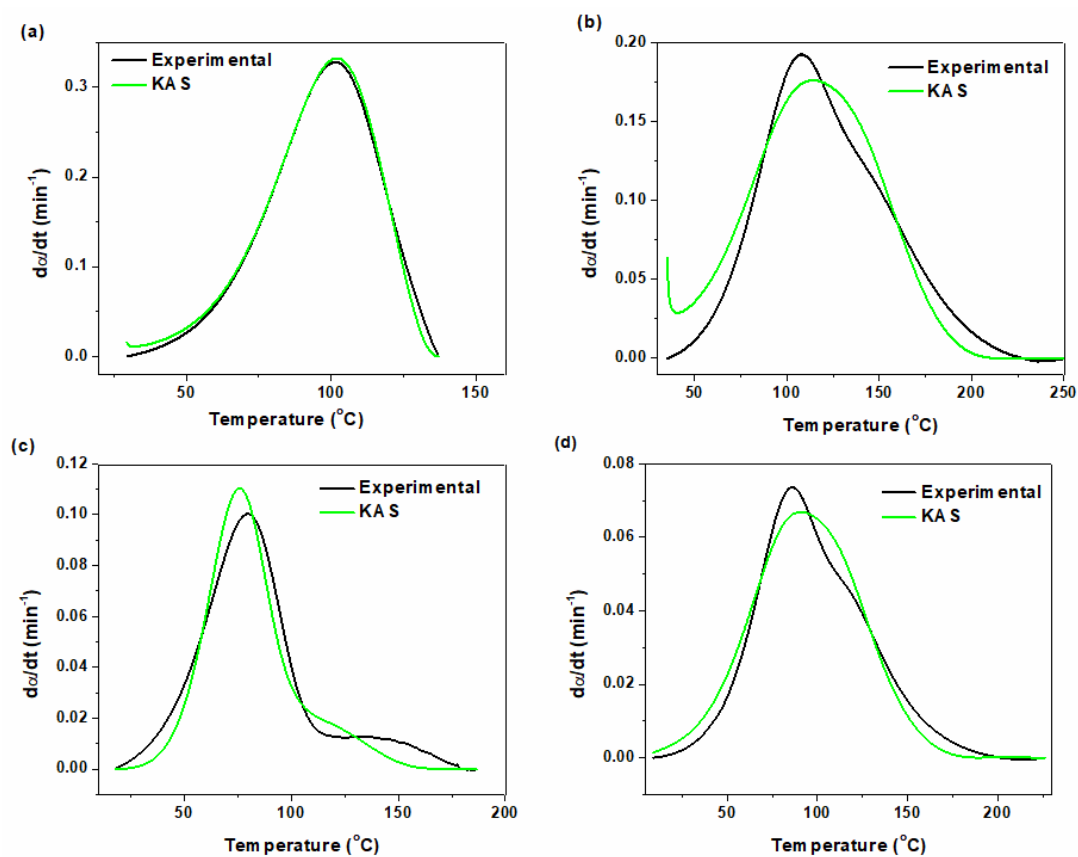 (a)
Experimental
KAS
0.3
0.2
0.1
0.0
dα/dt (min⁻¹)
50
100
150
Temperature (°C)
(b)
Experimental
KAS
0.20
0.15
0.10
0.05
0.00
dα/dt (min⁻¹)
50
100
150
200
250
Temperature (°C)
(c)
Experimental
KAS
0.12
0.10
0.08
0.06
0.04
0.02
0.00
dα/dt (min⁻¹)
50
100
150
200
Temperature (°C)
(d)
Experimental
KAS
0.08
0.06
0.04
0.02
0.00
dα/dt (min⁻¹)
50
100
150
200
Temperature (°C)